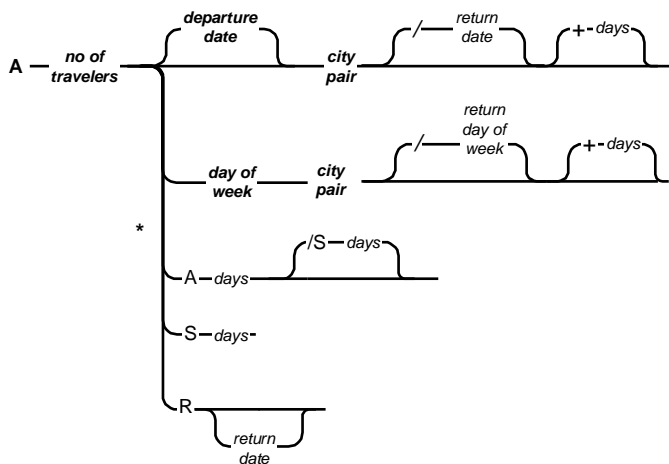 departure
date
/ return
date
+ - days
A no of
travelers
city
pair
/ return
day of
week
+ - days
day of
week
city
pair
*
/S days
A days
S days
R
return
date